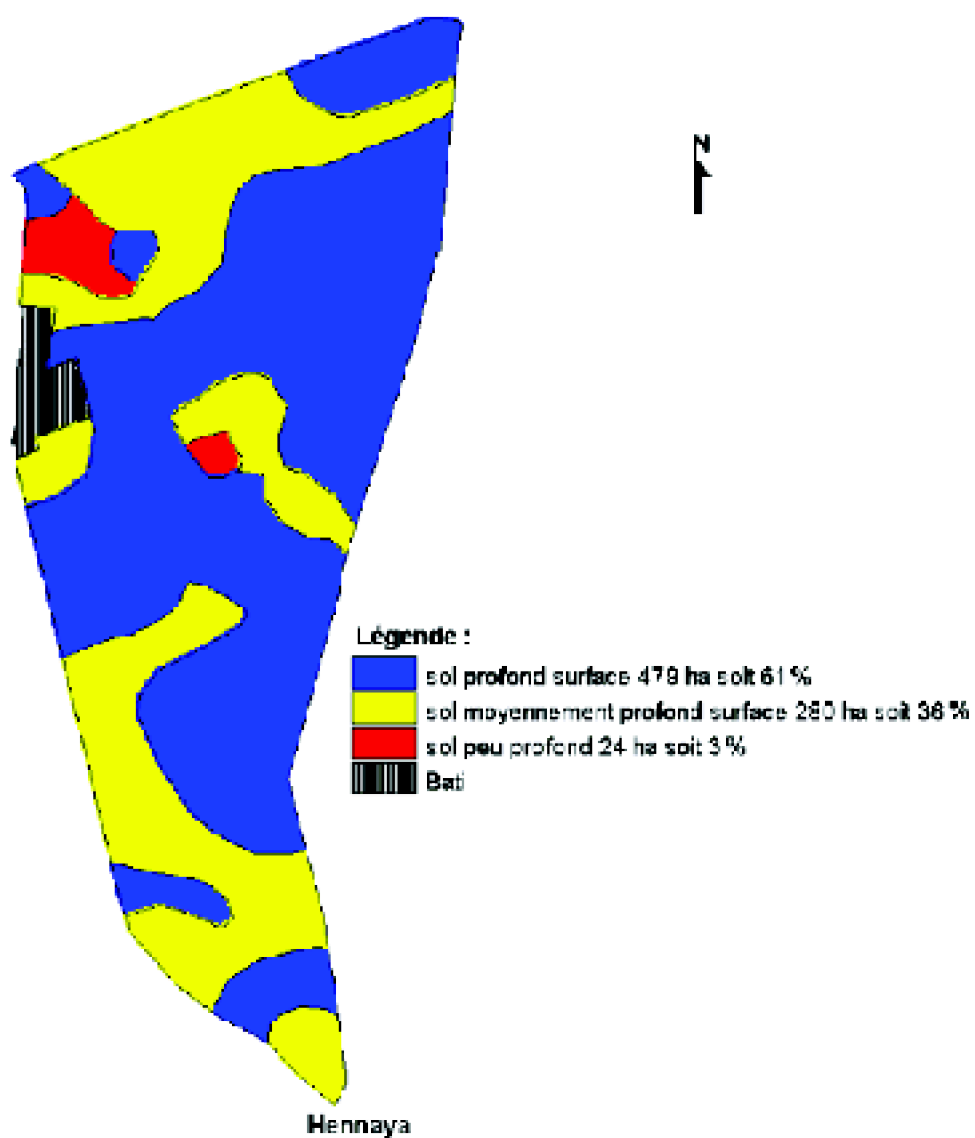 N
Légende :
sol profond surface 479 ha soit 61 %
sol moyennement profond surface 280 ha soit 36 %
sol peu profond 24 ha soit 3 %
Bati
Hennaya